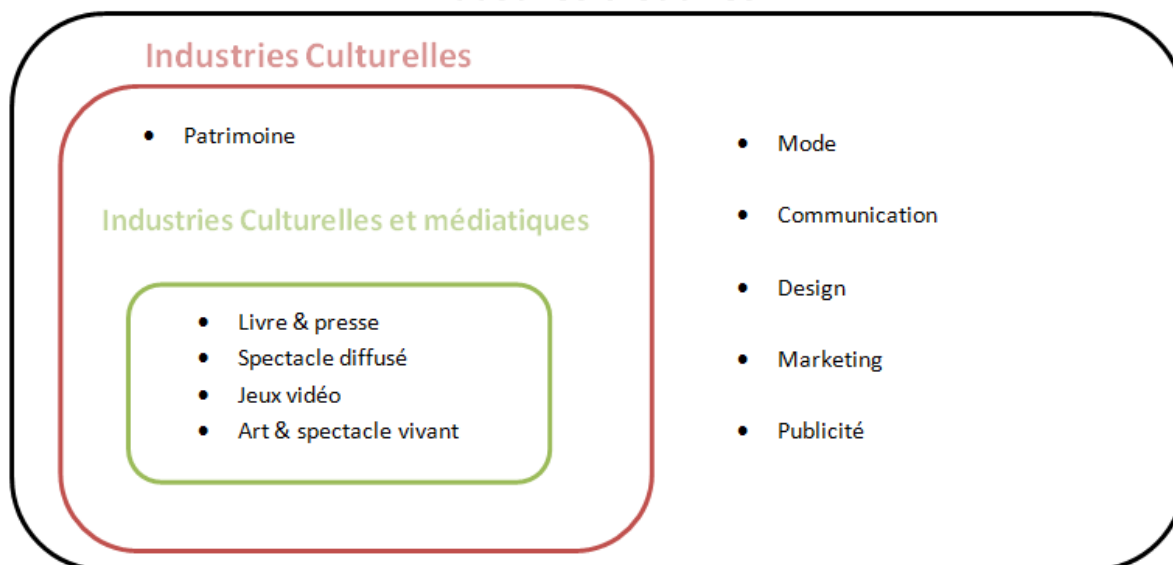 Industries Culturelles
• Patrimoine
Industries Culturelles et médiatiques
• Livre & presse
• Spectacle diffusé
• Jeux vidéo
• Art & spectacle vivant
• Mode
• Communication
• Design
• Marketing
• Publicité